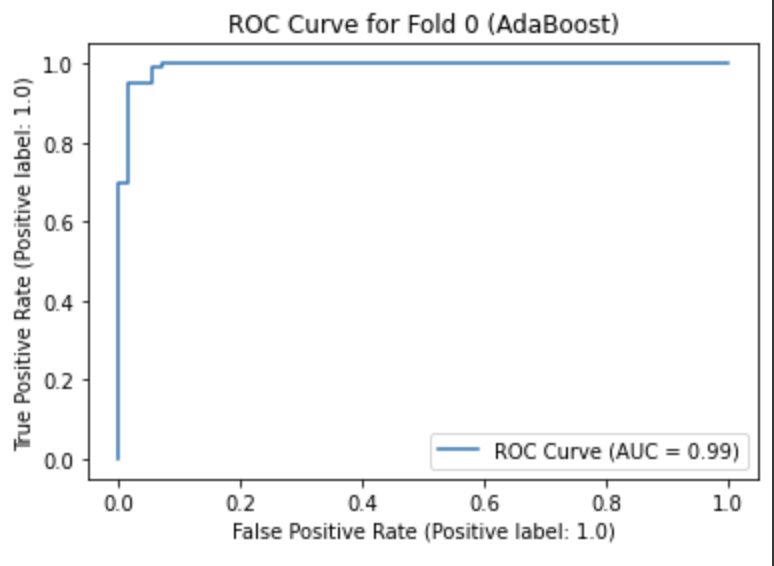 ROC Curve for Fold 0 (AdaBoost)
True Positive Rate (Positive label: 1.0)
1.0
0.8
0.6
0.4
0.2
0.0
ROC Curve (AUC = 0.99)
0.0 0.2 0.4 0.6 0.8 1.0
False Positive Rate (Positive label: 1.0)